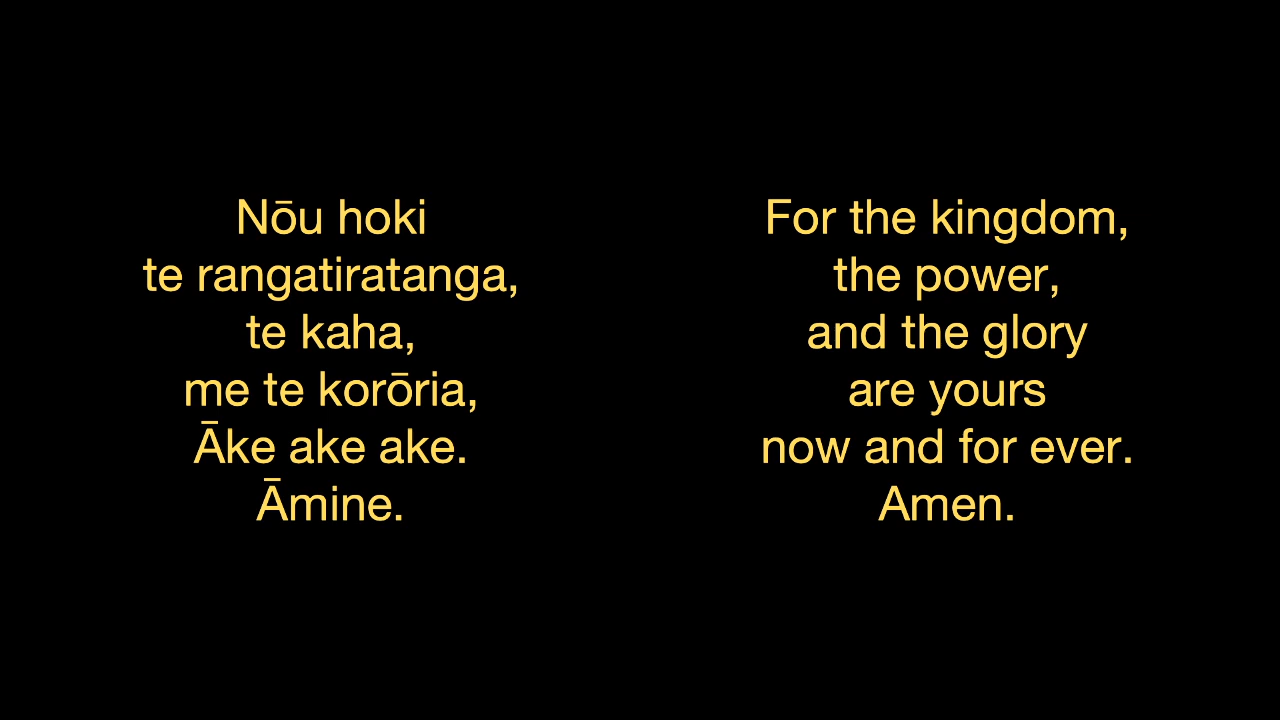 Nōu hoki
te rangatiratanga,
te kaha,
me te korōria,
Āke ake ake.
Āmine.
For the kingdom,
the power,
and the glory
are yours
now and for ever.
Amen.